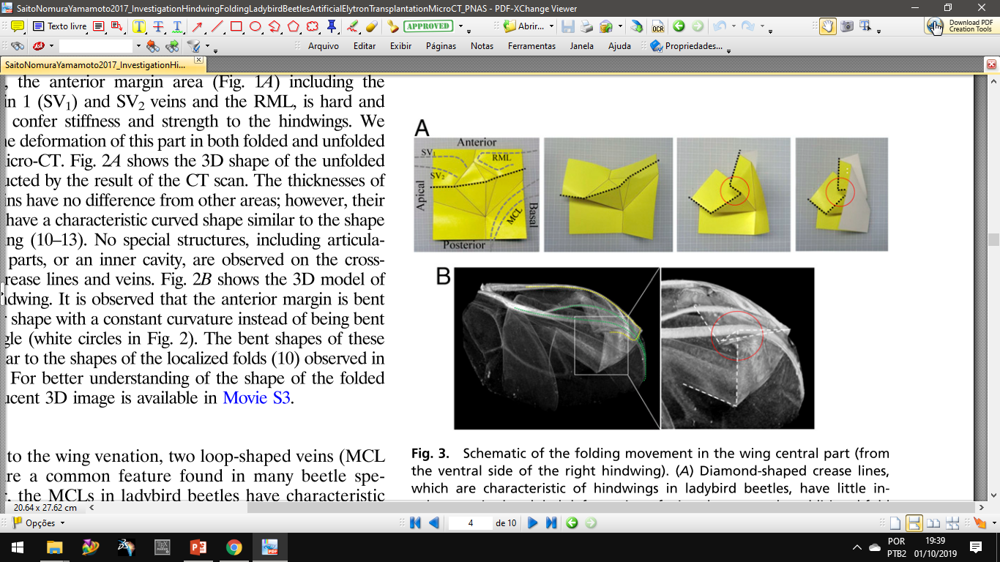 SaitoNomuraYamamoto2017_InvestigationHindwingFoldingLadybirdBeetlesArtificialElytronTransplantationMicroCT_PNAS - PDF-XChange Viewer
Texto livre
APPROVED
Abrir...
OCR
Download PDF
Creation Tools
Arquivo Editar Exibir Páginas Notas Ferramentas Janela Ajuda Propriedades...
SaitoNomuraYamamoto2017_InvestigationHi...
, the anterior margin area (Fig. 1A) including the
in 1 (SV1) and SV2 veins and the RML, is hard and
confer stiffness and strength to the hindwings. We
e deformation of this part in both folded and unfolded
icro-CT. Fig. 2A shows the 3D shape of the unfolded
ucted by the result of the CT scan. The thicknesses of
ins have no difference from other areas; however, their
have a characteristic curved shape similar to the shape
ng (10–13). No special structures, including articula-
parts, or an inner cavity, are observed on the cross-
rease lines and veins. Fig. 2B shows the 3D model of
dwing. It is observed that the anterior margin is bent
shape with a constant curvature instead of being bent
gle (white circles in Fig. 2). The bent shapes of these
ar to the shapes of the localized folds (10) observed in
For better understanding of the shape of the folded
ucent 3D image is available in Movie S3.
to the wing venation, two loop-shaped veins (MCL
re a common feature found in many beetle spe-
, the MCLs in ladybird beetles have characteristic
A
Anterior
SV1
RML
SV2
Apical
Basal
MCL
Posterior
B
Fig. 3. Schematic of the folding movement in the wing central part (from
the ventral side of the right hindwing). (A) Diamond-shaped crease lines,
which are characteristic of hindwings in ladybird beetles, have little in-
20.64 x 27.62 cm
Opções
4 de 10
POR
PTB2
19:39
01/10/2019